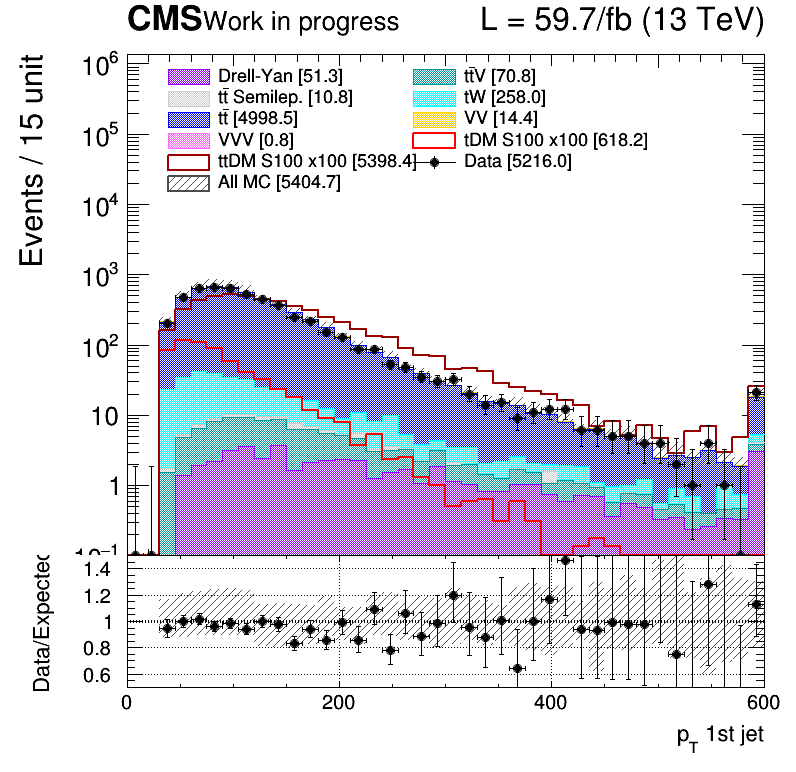 CMS Work in progress L = 59.7/fb (13 TeV)
Events / 15 unit
10⁶
10⁵
10⁴
10³
10²
10
1
10⁻¹
Drell-Yan [51.3]
tt̄V [70.8]
tt̄ Semilep. [10.8]
tW [258.0]
tt̄ [4998.5]
VV [14.4]
VVV [0.8]
tDM S100 x100 [618.2]
ttDM S100 x100 [5398.4]
Data [5216.0]
All MC [5404.7]
Data/Expected
1.4
1.2
1
0.8
0.6
0 200 400 600
p_T 1st jet